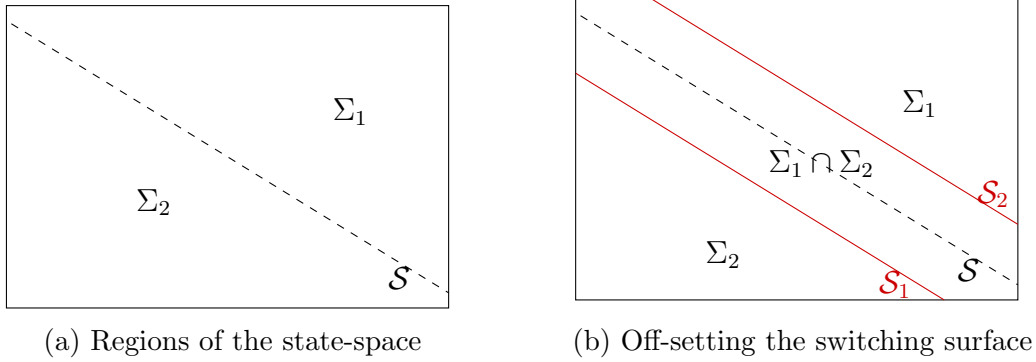 Σ₁
Σ₂
𝒮
(a) Regions of the state-space
Σ₁
Σ₁ ∩ Σ₂
𝒮₂
Σ₂
𝒮
𝒮₁
(b) Off-setting the switching surface